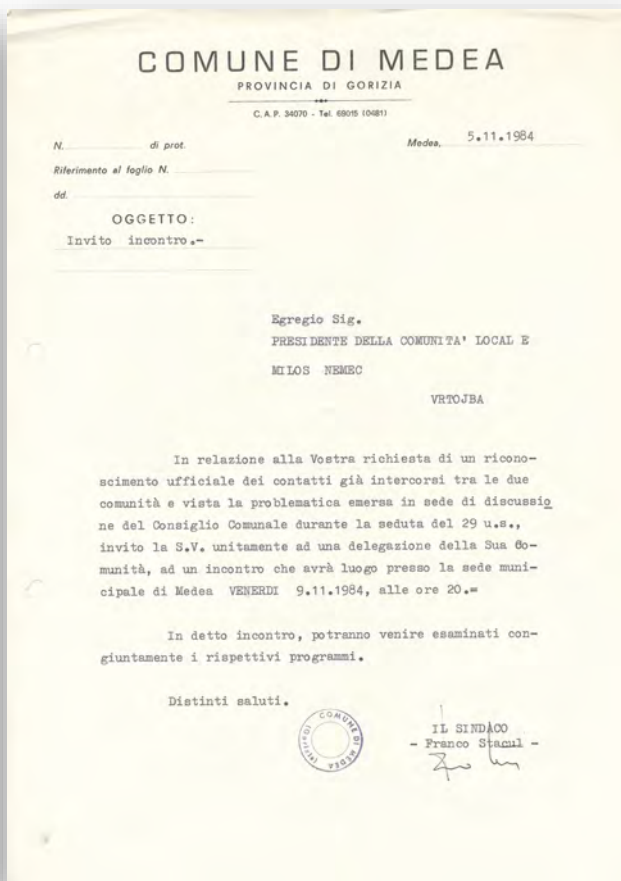 COMUNE DI MEDEA
PROVINCIA DI GORIZIA
C. A. P. 34070 - Tel. 69015 (0481)
N. di prot.
Medea, 5.11.1984
Riferimento al foglio N.
dd.
OGGETTO:
Invito incontro.-
Egregio Sig.
PRESIDENTE DELLA COMUNITA' LOCAL E
MILOS NEMEC
VRTOJBA
In relazione alla Vostra richiesta di un ricono-
scimento ufficiale dei contatti già intercorsi tra le due
comunità e vista la problematica emersa in sede di discussio
ne del Consiglio Comunale durante la seduta del 29 u.s.,
invito la S.V. unitamente ad una delegazione della Sua Co-
munità, ad un incontro che avrà luogo presso la sede muni-
cipale di Medea VENERDI 9.11.1984, alle ore 20.=
In detto incontro, potranno venire esaminati con-
giuntamente i rispettivi programmi.
Distinti saluti.
COMUNE DI MEDEA
IL SINDACO
- Franco Stacul -